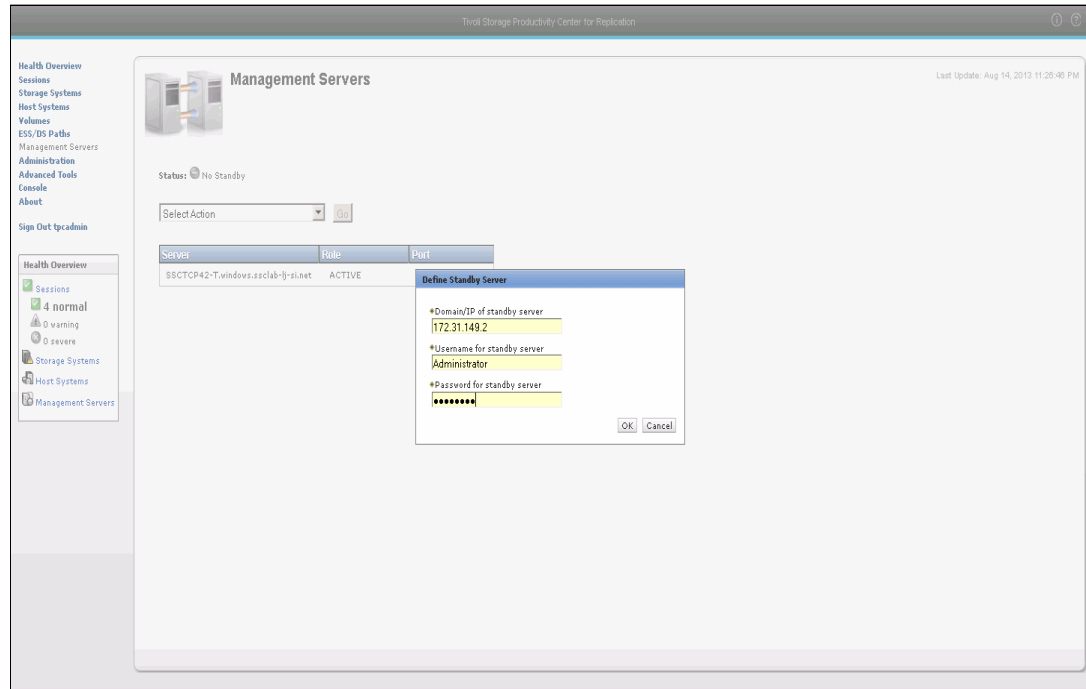 Tivoli Storage Productivity Center for Replication
Health Overview
Sessions
Storage Systems
Host Systems
Volumes
ESS/DS Paths
Management Servers
Administration
Advanced Tools
Console
About
Sign Out tpcadmin
Health Overview
Sessions
4 normal
0 warning
0 severe
Storage Systems
Host Systems
Management Servers
Management Servers
Last Update: Aug 14, 2013 11:26:46 PM
Status: No Standby
Select Action
Go
Server Role Port
SSCTCP42-T.windows.ssclab-lj-si.net ACTIVE
Define Standby Server
*Domain/IP of standby server
172.31.149.2
*Username for standby server
Administrator
*Password for standby server
••••••••
OK Cancel